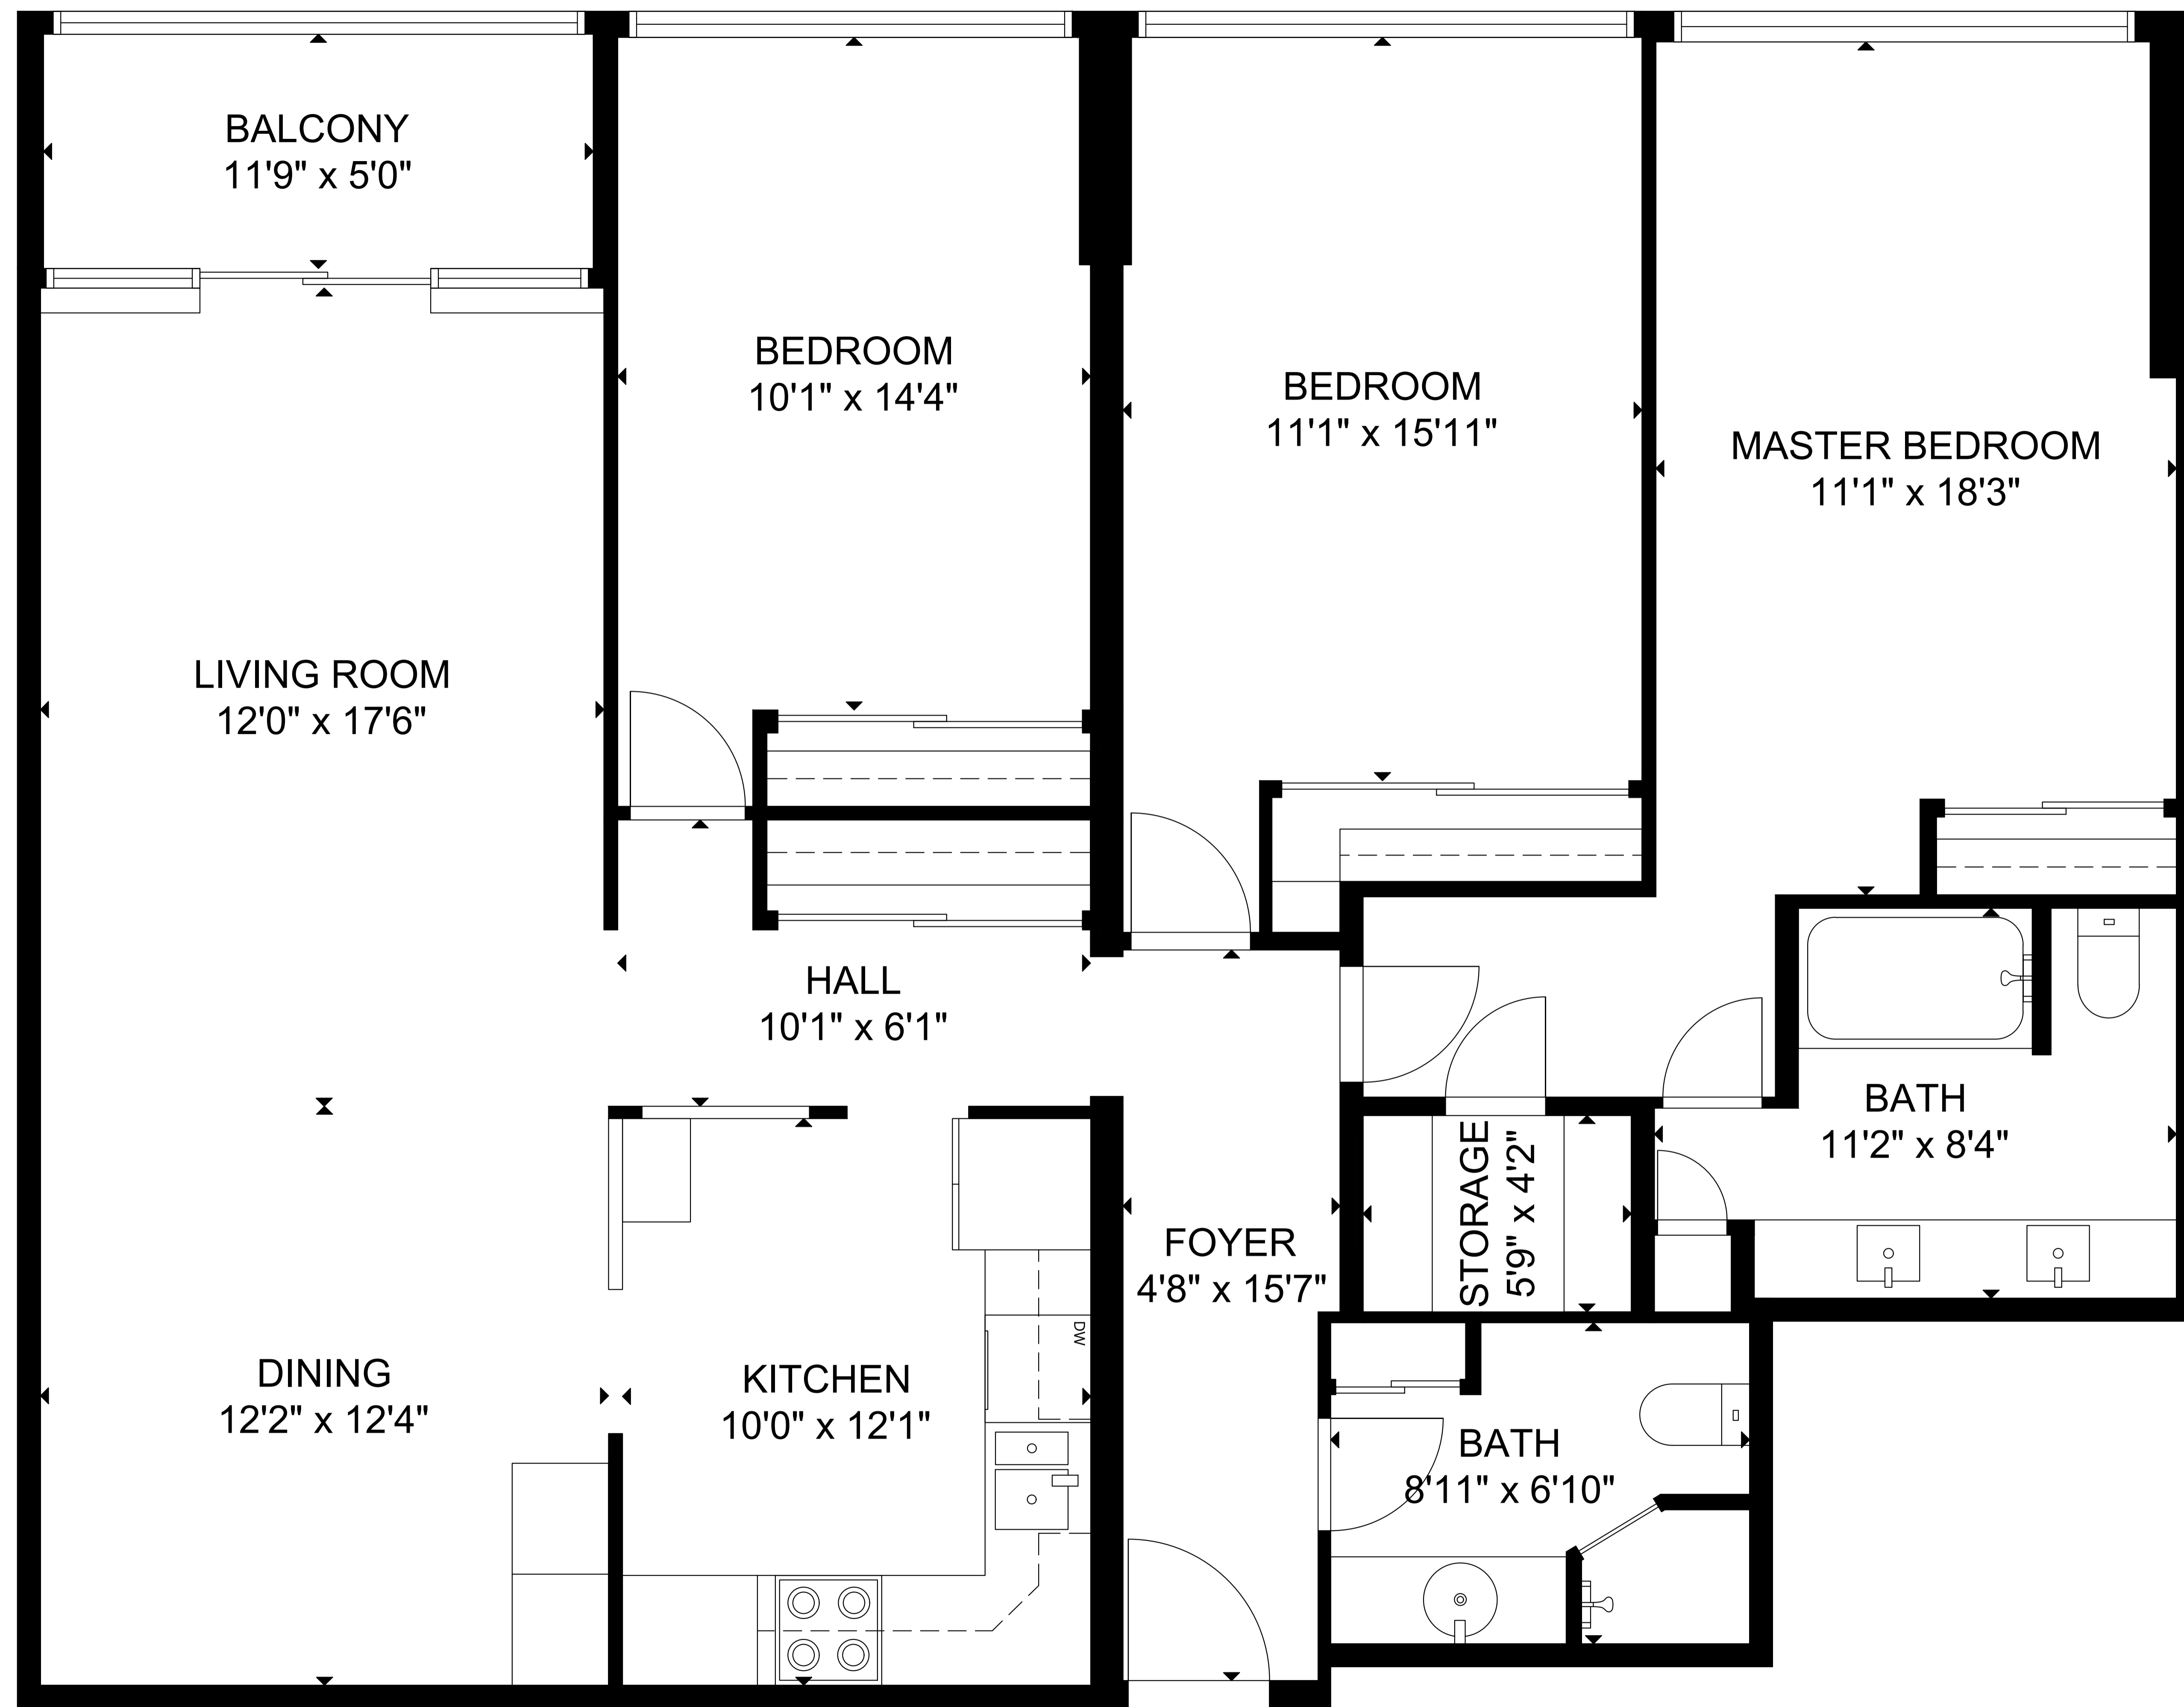 BALCONY
11'9" x 5'0"
BEDROOM
10'1" x 14'4"
BEDROOM
11'1" x 15'11"
MASTER BEDROOM
11'1" x 18'3"
LIVING ROOM
12'0" x 17'6"
HALL
10'1" x 6'1"
BATH
11'2" x 8'4"
STORAGE
5'9" x 4'2"
FOYER
4'8" x 15'7"
DW
DINING
12'2" x 12'4"
KITCHEN
10'0" x 12'1"
BATH
8'11" x 6'10"